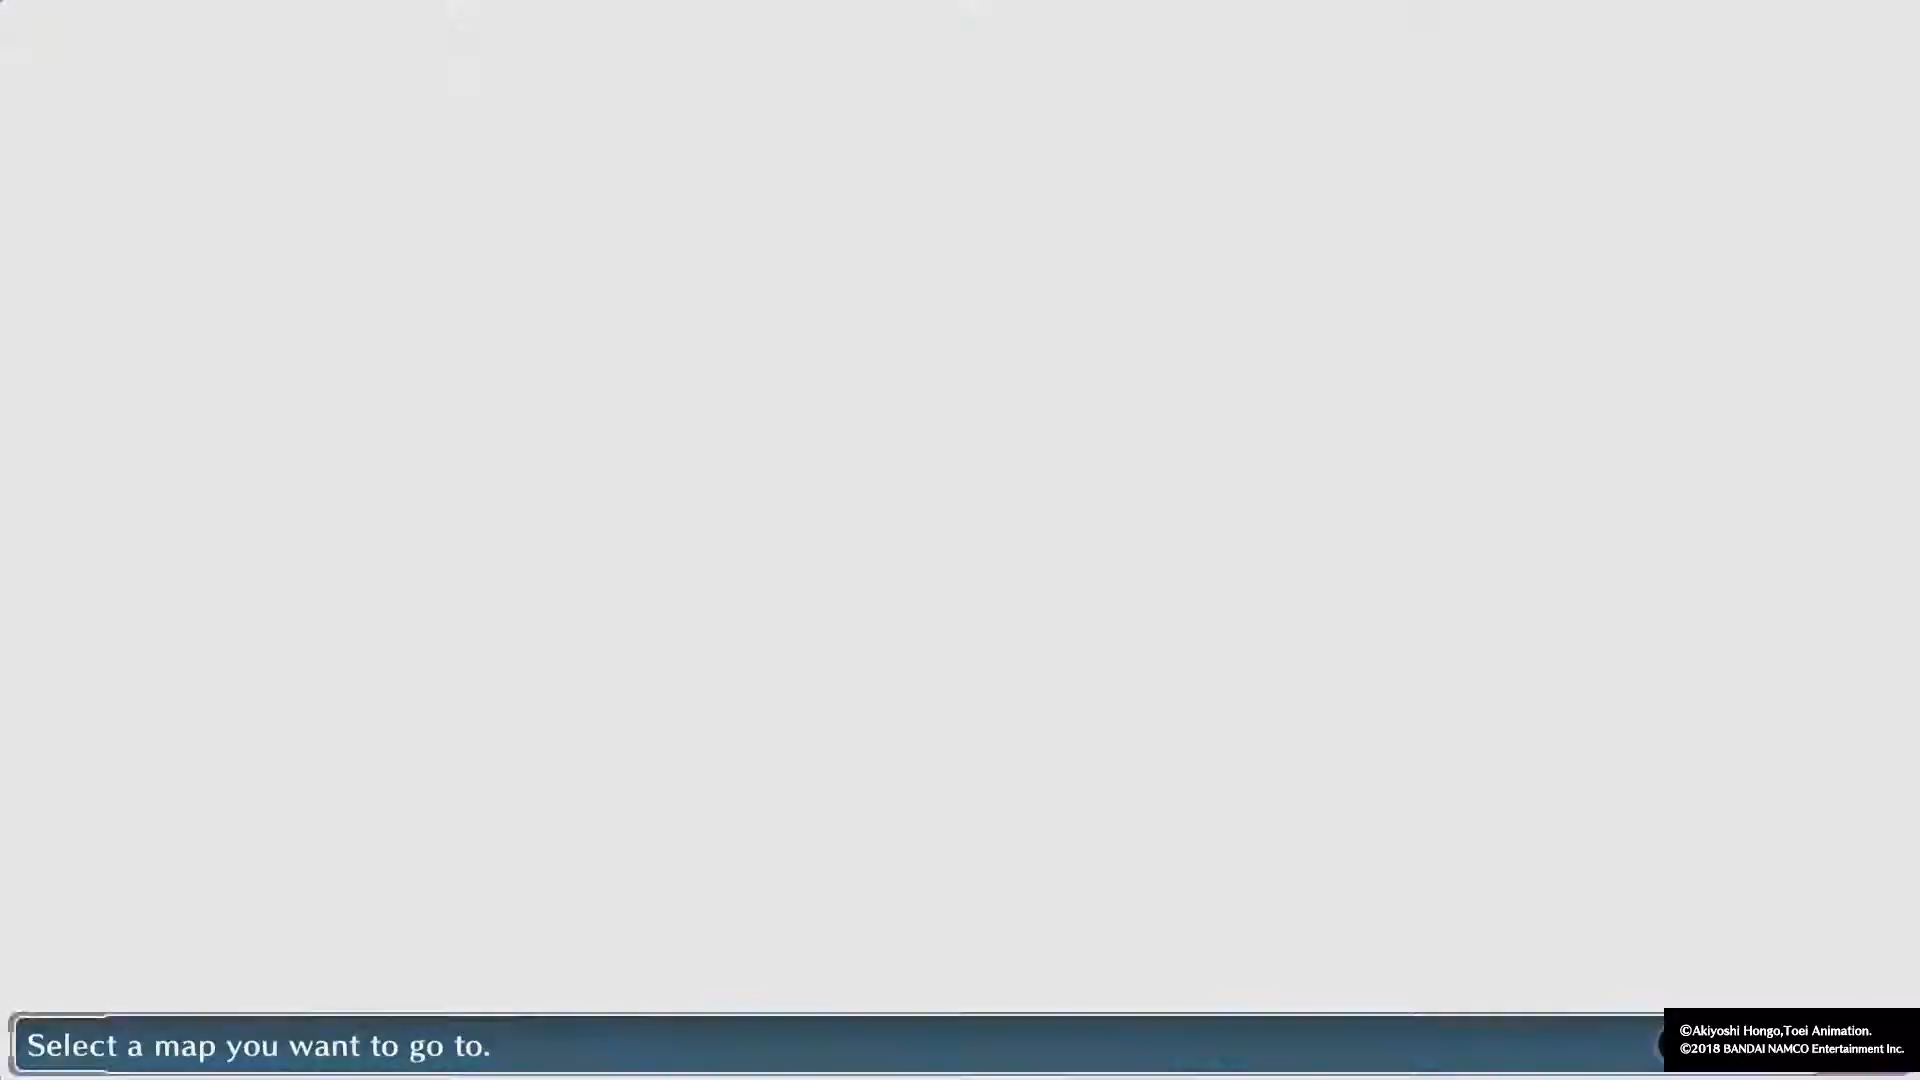 Select a map you want to go to.
©Akiyoshi Hongo,Toei Animation.
©2018 BANDAI NAMCO Entertainment Inc.